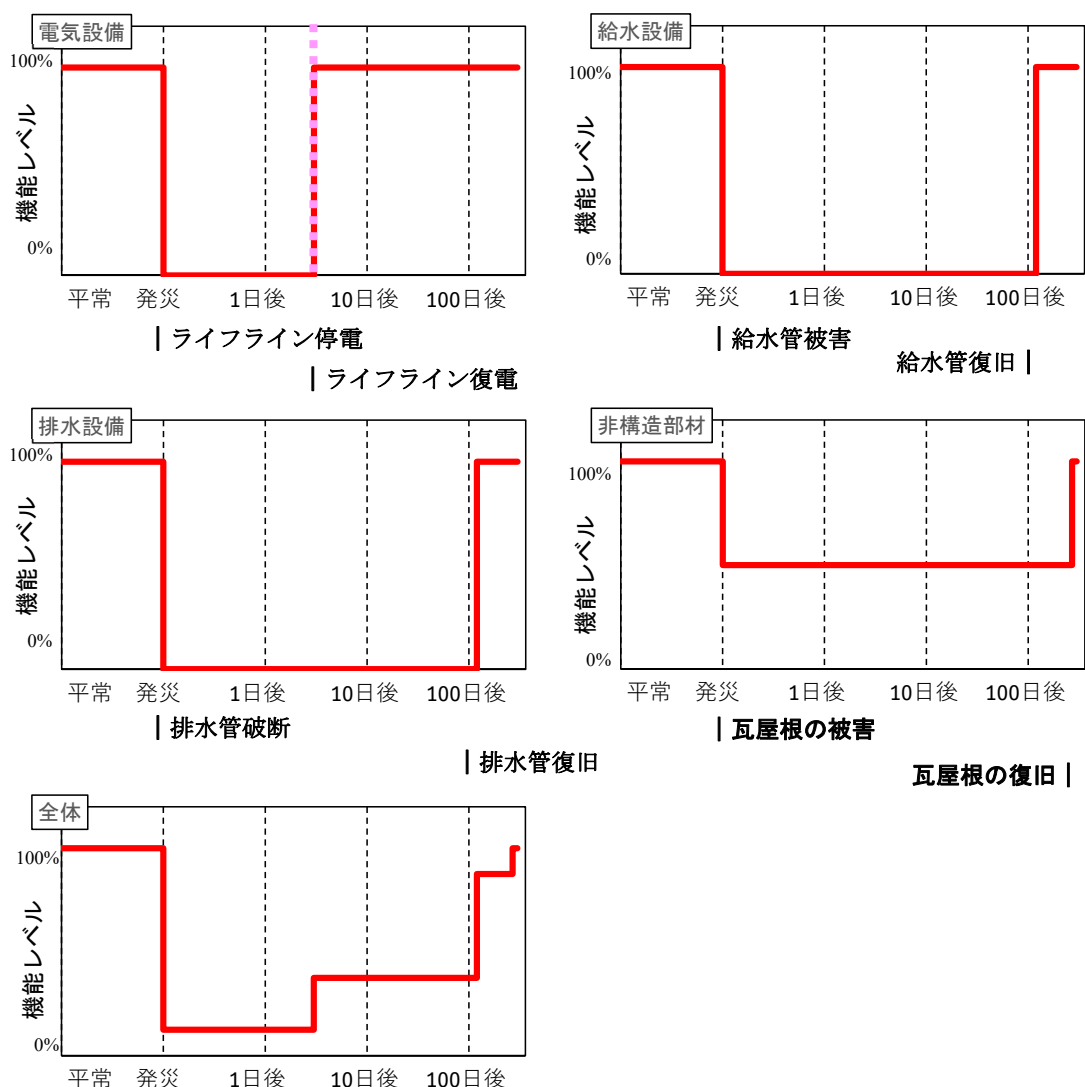 電気設備
100%
機能レベル
0%
平常 発災 1日後 10日後 100日後
ライフライン停電
ライフライン復電
給水設備
100%
機能レベル
0%
平常 発災 1日後 10日後 100日後
給水管被害
給水管復旧
排水設備
100%
機能レベル
0%
平常 発災 1日後 10日後 100日後
排水管破断
排水管復旧
非構造部材
100%
機能レベル
0%
平常 発災 1日後 10日後 100日後
瓦屋根の被害
瓦屋根の復旧
全体
100%
機能レベル
0%
平常 発災 1日後 10日後 100日後